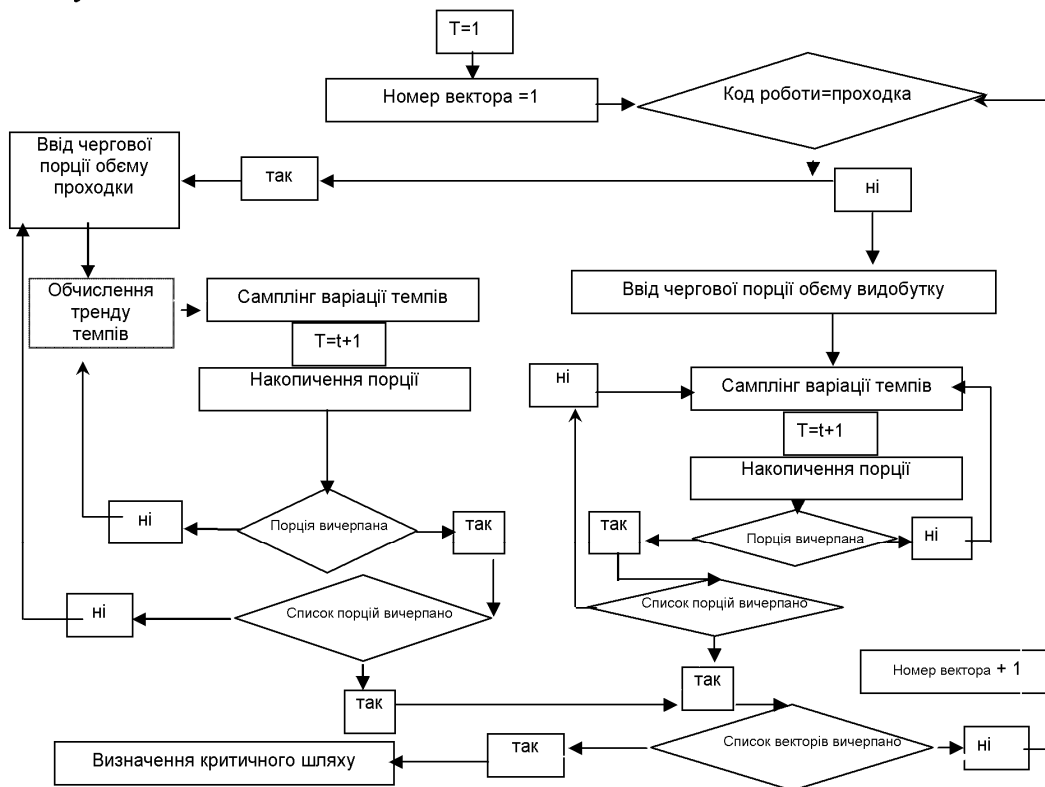 T=1
Номер вектора =1
Код роботи=проходка
Ввід чергової
порції обєму
проходки
так
ні
Обчислення
тренду
темпів
Самплінг варіації темпів
T=t+1
Накопичення порції
Ввід чергової порції обєму видобутку
ні
Самплінг варіації темпів
T=t+1
Накопичення порції
ні
Порція вичерпана
так
так
Порція вичерпана
ні
ні
Список порцій вичерпано
Список порцій вичерпано
так
так
Номер вектора + 1
Визначення критичного шляху
так
Список векторів вичерпано
ні